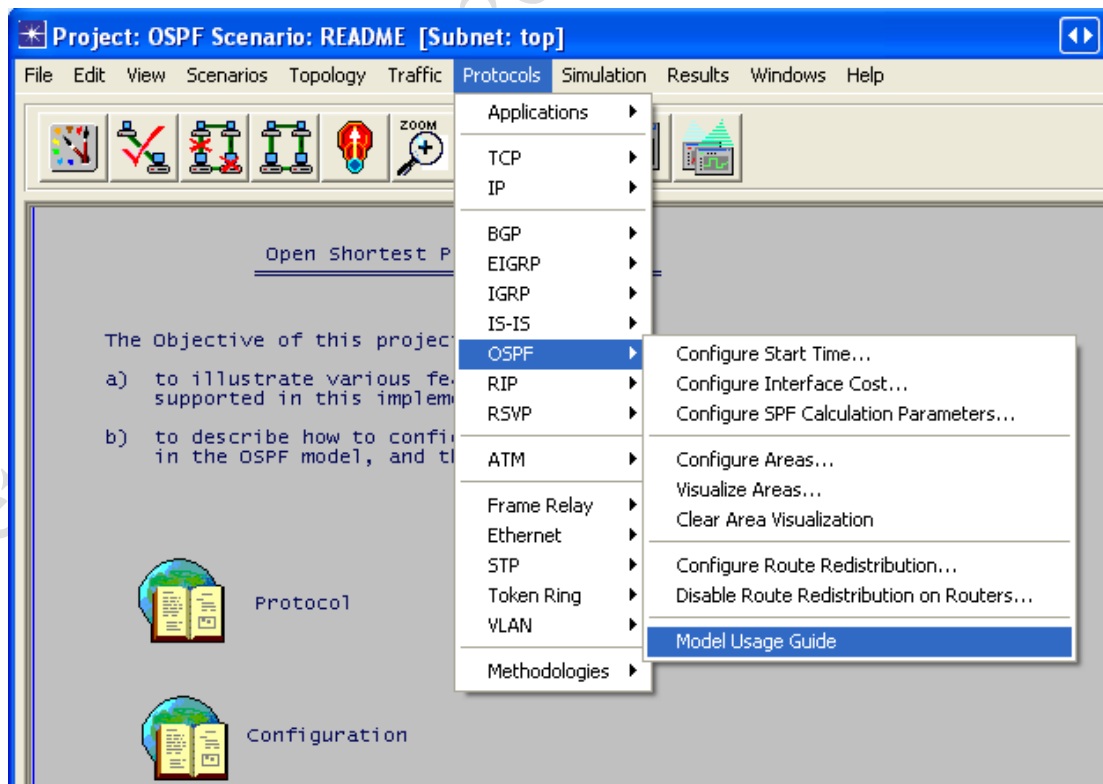 Project: OSPF Scenario: README [Subnet: top]
File Edit View Scenarios Topology Traffic Protocols Simulation Results Windows Help
ZOOM
Applications
TCP
IP
BGP
EIGRP
IGRP
IS-IS
OSPF
RIP
RSVP
ATM
Frame Relay
Ethernet
STP
Token Ring
VLAN
Methodologies
Configure Start Time...
Configure Interface Cost...
Configure SPF Calculation Parameters...
Configure Areas...
Visualize Areas...
Clear Area Visualization
Configure Route Redistribution...
Disable Route Redistribution on Routers...
Model Usage Guide
Open Shortest P
The Objective of this projec
a) to illustrate various fe
supported in this implem
b) to describe how to confi
in the OSPF model, and t
Protocol
Configuration